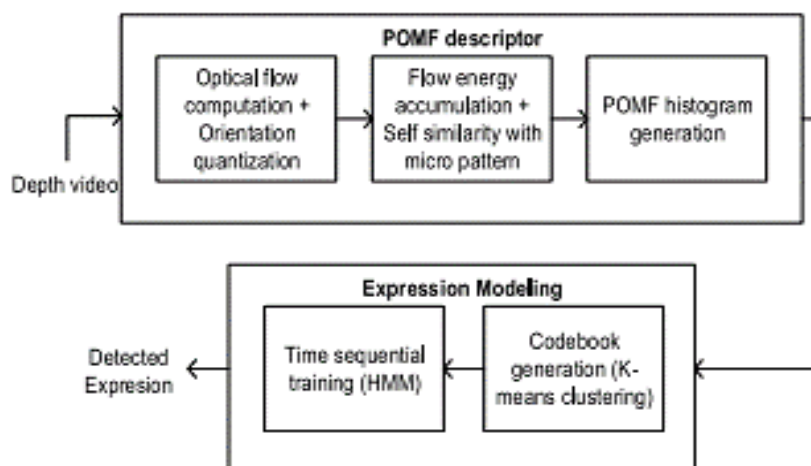 POMF descriptor
Optical flow
computation +
Orientation
quantization
Flow energy
accumulation +
Self similarity with
micro pattern
POMF histogram
generation
Depth video
Expression Modeling
Time sequential
training (HMM)
Codebook
generation (K-
means clustering)
Detected
Expresion